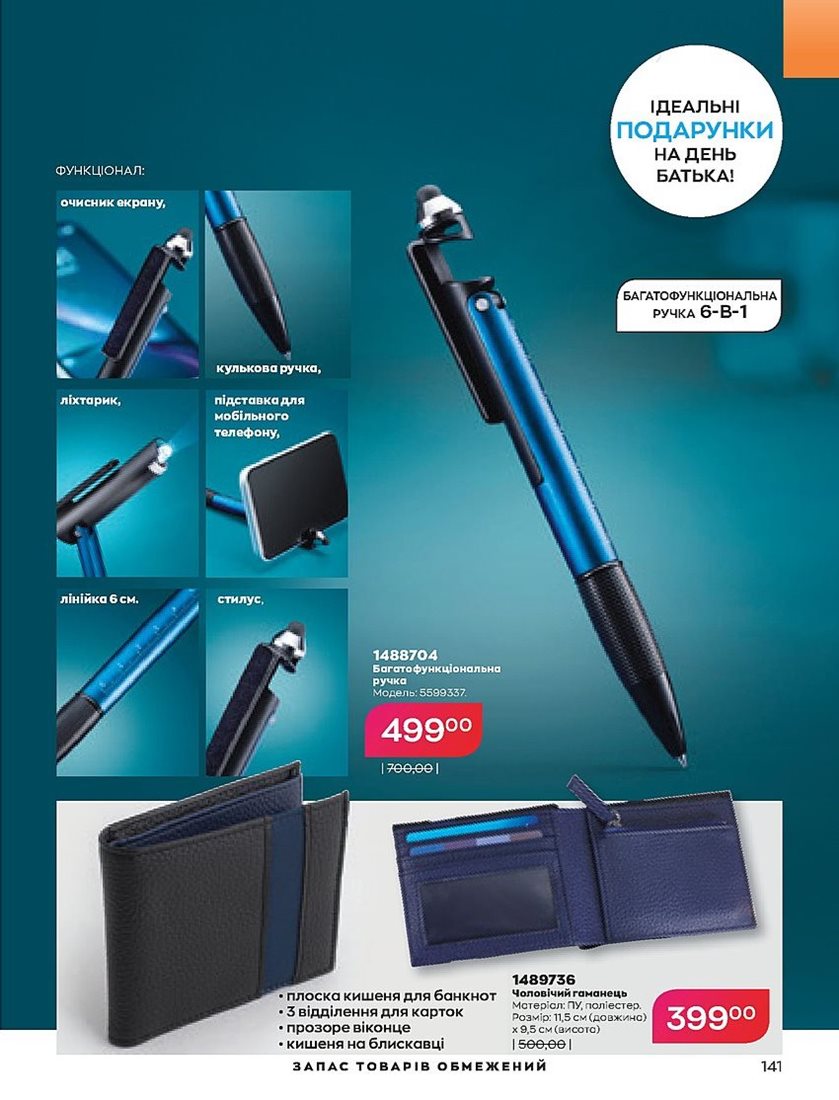 ІДЕАЛЬНІ
ПОДАРУНКИ
НА ДЕНЬ
БАТЬКА!
ФУНКЦІОНАЛ:
очисник екрану,
кулькова ручка,
ліхтарик,
підставка для
мобільного
телефону,
лінійка 6 см.
стилус,
БАГАТОФУНКЦІОНАЛЬНА
РУЧКА 6-В-1
1488704
Багатофункціональна
ручка
Модель: 5599337.
499⁰⁰
|700,00|
• плоска кишеня для банкнот
• 3 відділення для карток
• прозоре віконце
• кишеня на блискавці
1489736
Чоловічий гаманець
Матеріал: ПУ, поліестер.
Розмір: 11,5 см (довжина)
х 9,5 см (висота)
|500,00|
399⁰⁰
ЗАПАС ТОВАРІВ ОБМЕЖЕНИЙ
141